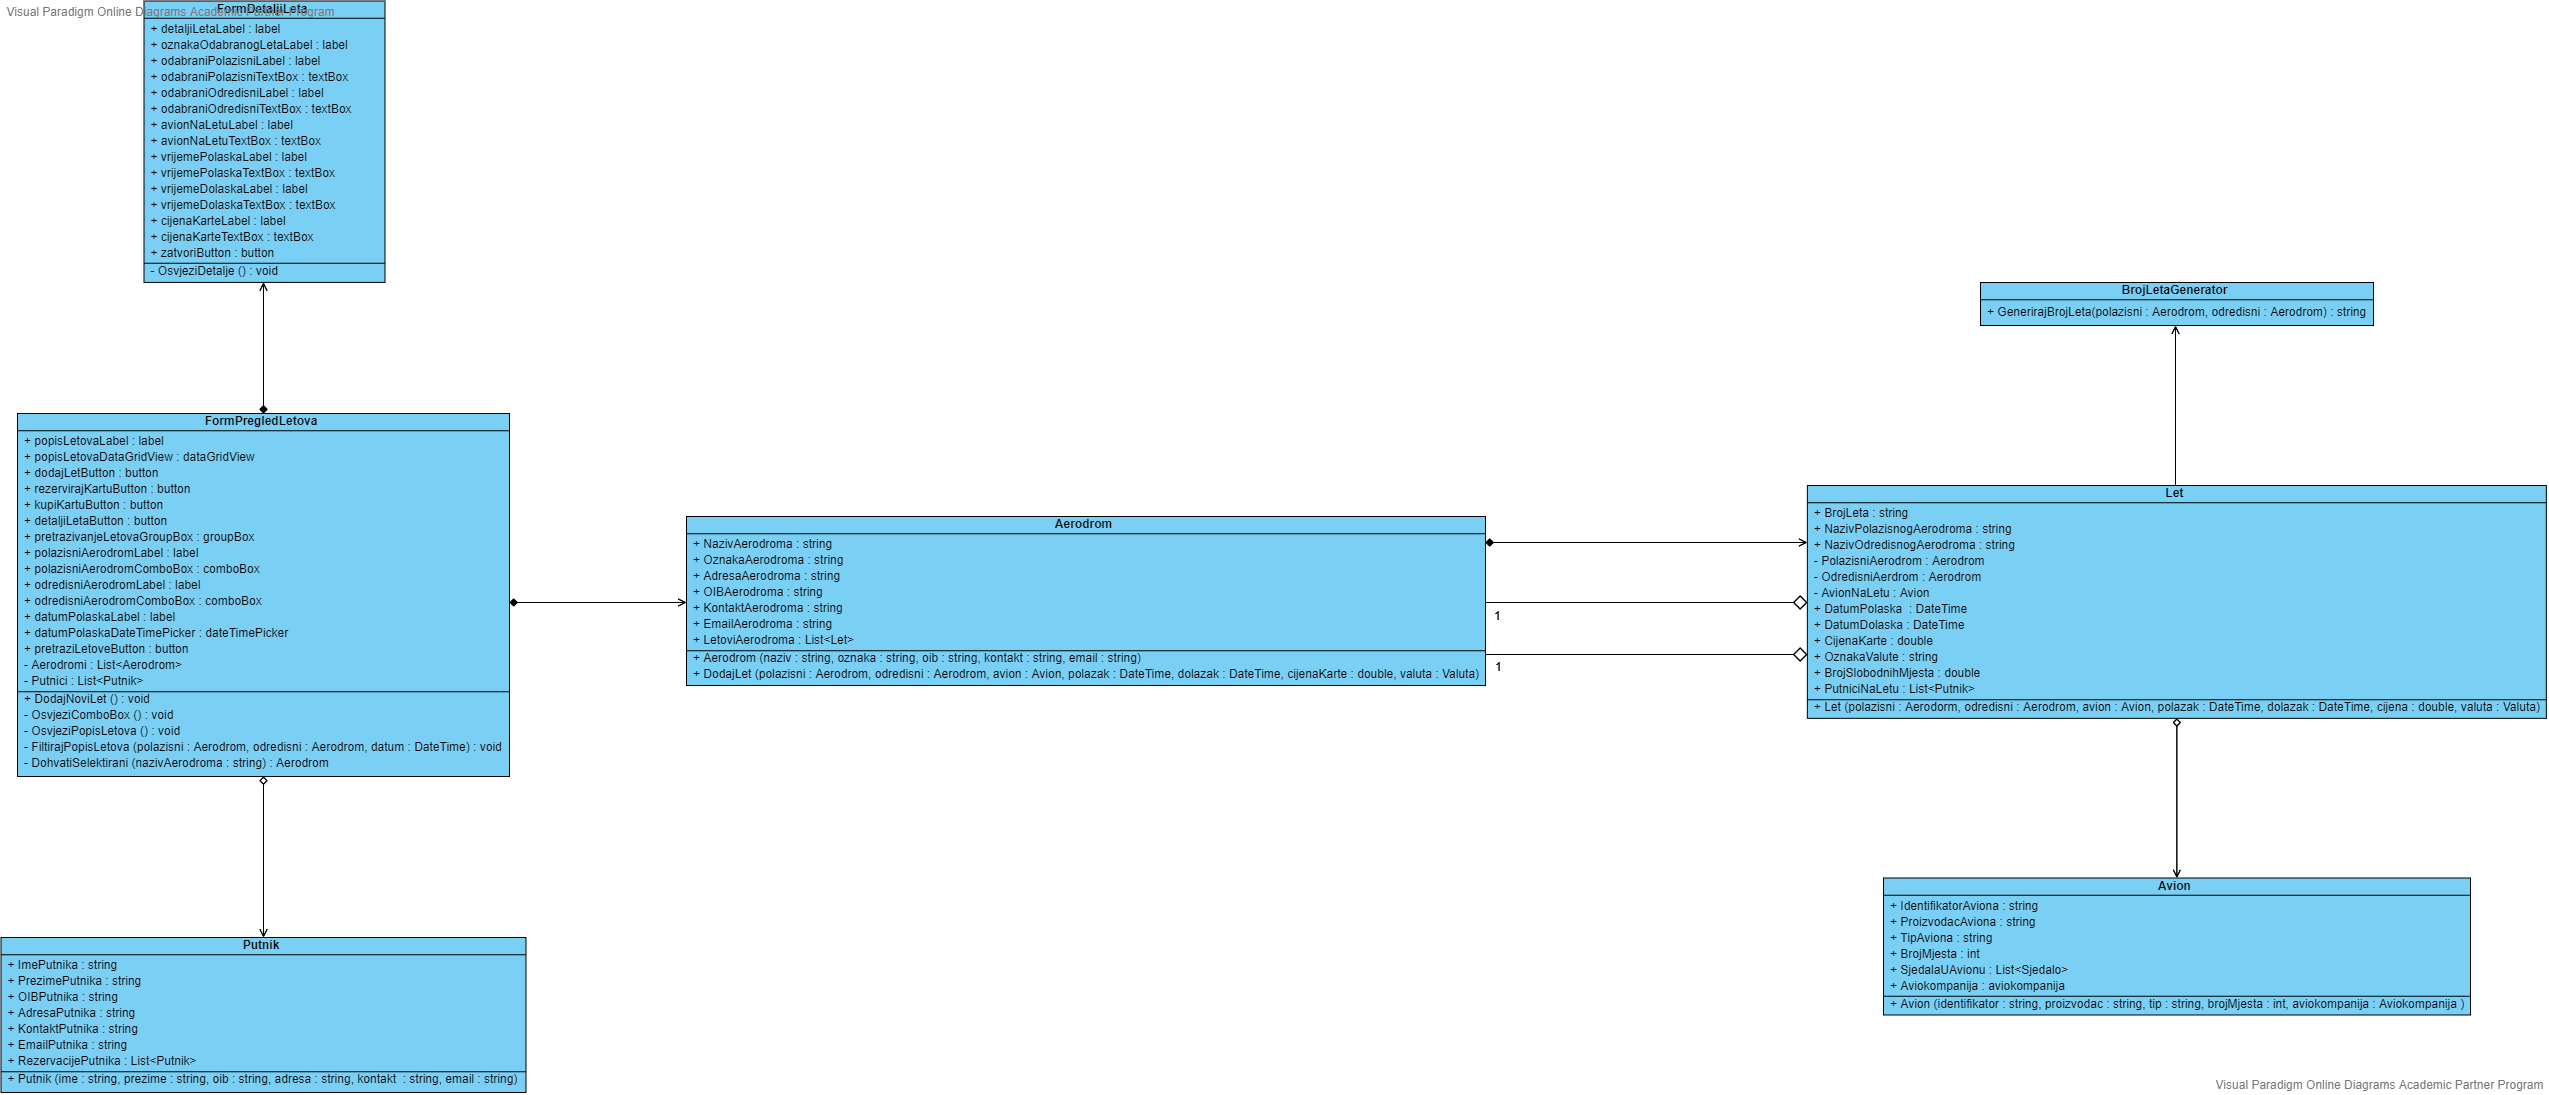 Visual Paradigm Online Diagrams Academic Partner Program
FormDetaljiLeta
+ detaljiLetaLabel : label
+ oznakaOdabranogLetaLabel : label
+ odabraniPolazisniLabel : label
+ odabraniPolazisniTextBox : textBox
+ odabraniOdredisniLabel : label
+ odabraniOdredisniTextBox : textBox
+ avionNaLetuLabel : label
+ avionNaLetuTextBox : textBox
+ vrijemePolaskaLabel : label
+ vrijemePolaskaTextBox : textBox
+ vrijemeDolaskaLabel : label
+ vrijemeDolaskaTextBox : textBox
+ cijenaKarteLabel : label
+ cijenaKarteTextBox : textBox
+ zatvoriButton : button
- OsvjeziDetalje () : void
FormPregledLetova
+ popisLetovaLabel : label
+ popisLetovaDataGridView : dataGridView
+ dodajLetButton : button
+ rezervirajKartuButton : button
+ kupiKartuButton : button
+ detaljiLetaButton : button
+ pretrazivanjeLetovaGroupBox : groupBox
+ polazisniAerodromLabel : label
+ polazisniAerodromComboBox : comboBox
+ odredisniAerodromLabel : label
+ odredisniAerodromComboBox : comboBox
+ datumPolaskaLabel : label
+ datumPolaskaDateTimePicker : dateTimePicker
+ pretraziLetoveButton : button
- Aerodromi : List<Aerodrom>
- Putnici : List<Putnik>
+ DodajNoviLet () : void
- OsvjeziComboBox () : void
- OsvjeziPopisLetova () : void
- FiltirajPopisLetova (polazisni : Aerodrom, odredisni : Aerodrom, datum : DateTime) : void
- DohvatiSelektirani (nazivAerodroma : string) : Aerodrom
Putnik
+ ImePutnika : string
+ PrezimePutnika : string
+ OIBPutnika : string
+ AdresaPutnika : string
+ KontaktPutnika : string
+ EmailPutnika : string
+ RezervacijePutnika : List<Putnik>
+ Putnik (ime : string, prezime : string, oib : string, adresa : string, kontakt  : string, email : string)
Aerodrom
+ NazivAerodroma : string
+ OznakaAerodroma : string
+ AdresaAerodroma : string
+ OIBAerodroma : string
+ KontaktAerodroma : string
+ EmailAerodroma : string
+ LetoviAerodroma : List<Let>
+ Aerodrom (naziv : string, oznaka : string, oib : string, kontakt : string, email : string)
+ DodajLet (polazisni : Aerodrom, odredisni : Aerodrom, avion : Avion, polazak : DateTime, dolazak : DateTime, cijenaKarte : double, valuta : Valuta)
1
1
BrojLetaGenerator
+ GenerirajBrojLeta(polazisni : Aerodrom, odredisni : Aerodrom) : string
Let
+ BrojLeta : string
+ NazivPolazisnogAerodroma : string
+ NazivOdredisnogAerodroma : string
- PolazisniAerodrom : Aerodrom
- OdredisniAerdrom : Aerodrom
- AvionNaLetu : Avion
+ DatumPolaska  : DateTime
+ DatumDolaska : DateTime
+ CijenaKarte : double
+ OznakaValute : string
+ BrojSlobodnihMjesta : double
+ PutniciNaLetu : List<Putnik>
+ Let (polazisni : Aerodorm, odredisni : Aerodrom, avion : Avion, polazak : DateTime, dolazak : DateTime, cijena : double, valuta : Valuta)
Avion
+ IdentifikatorAviona : string
+ ProizvodacAviona : string
+ TipAviona : string
+ BrojMjesta : int
+ SjedalaUAvionu : List<Sjedalo>
+ Aviokompanija : aviokompanija
+ Avion (identifikator : string, proizvodac : string, tip : string, brojMjesta : int, aviokompanija : Aviokompanija )
Visual Paradigm Online Diagrams Academic Partner Program